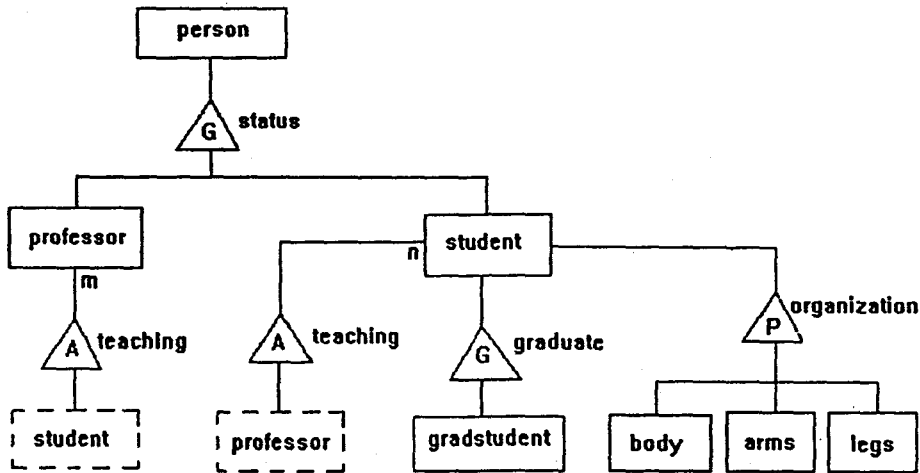 person
G
status
professor
student
m
n
A
teaching
A
teaching
G
graduate
P
organization
student
professor
gradstudent
body
arms
legs